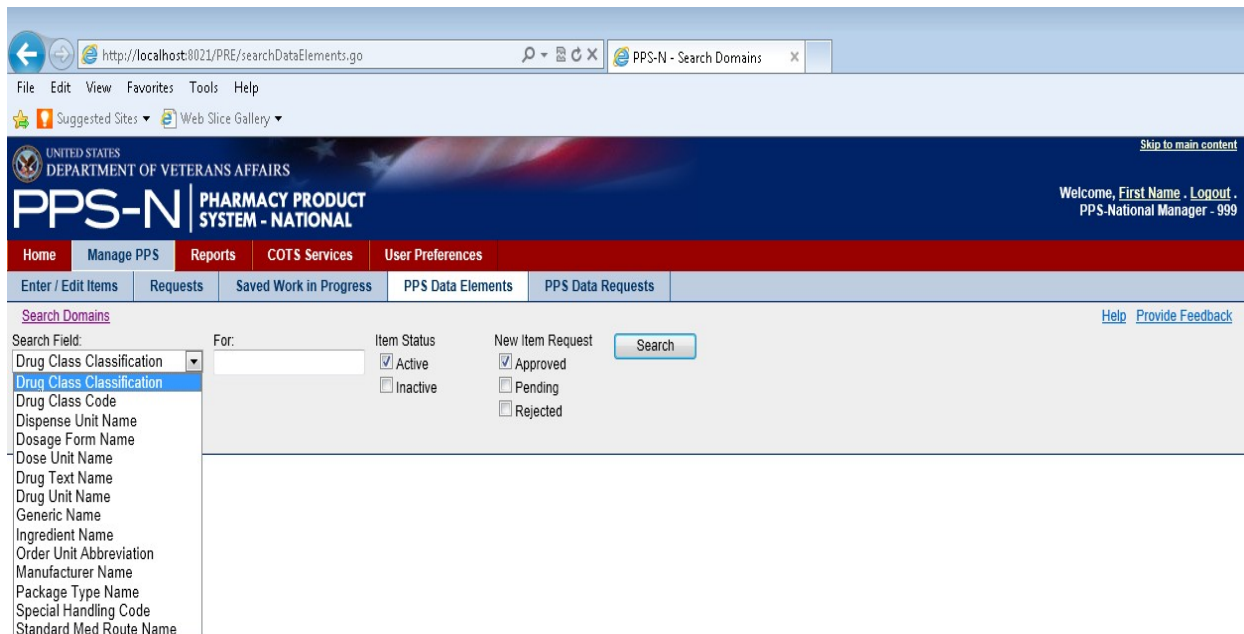 http://localhost:8021/PRE/searchDataElements.go
PPS-N - Search Domains
File Edit View Favorites Tools Help
Suggested Sites Web Slice Gallery
Skip to main content
UNITED STATES
DEPARTMENT OF VETERANS AFFAIRS
PPS-N
PHARMACY PRODUCT
SYSTEM - NATIONAL
Welcome, First Name . Logout .
PPS-National Manager - 999
Home Manage PPS Reports COTS Services User Preferences
Enter / Edit Items Requests Saved Work in Progress PPS Data Elements PPS Data Requests
Search Domains Help Provide Feedback
Search Field: For: Item Status New Item Request Search
Drug Class Classification Active Approved
Drug Class Classification Inactive Pending
Drug Class Code Rejected
Dispense Unit Name
Dosage Form Name
Dose Unit Name
Drug Text Name
Drug Unit Name
Generic Name
Ingredient Name
Order Unit Abbreviation
Manufacturer Name
Package Type Name
Special Handling Code
Standard Med Route Name